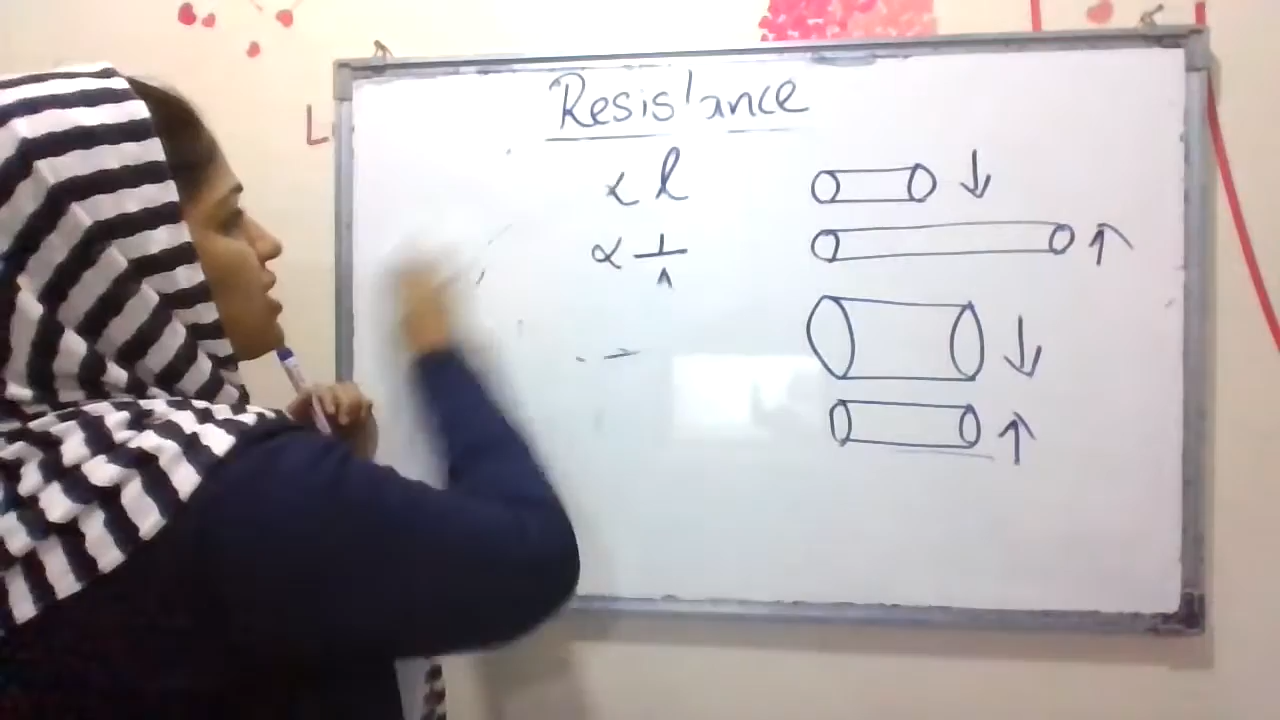 Resistance
∝ l ↓
∝ 1/A ↑
↓
↑